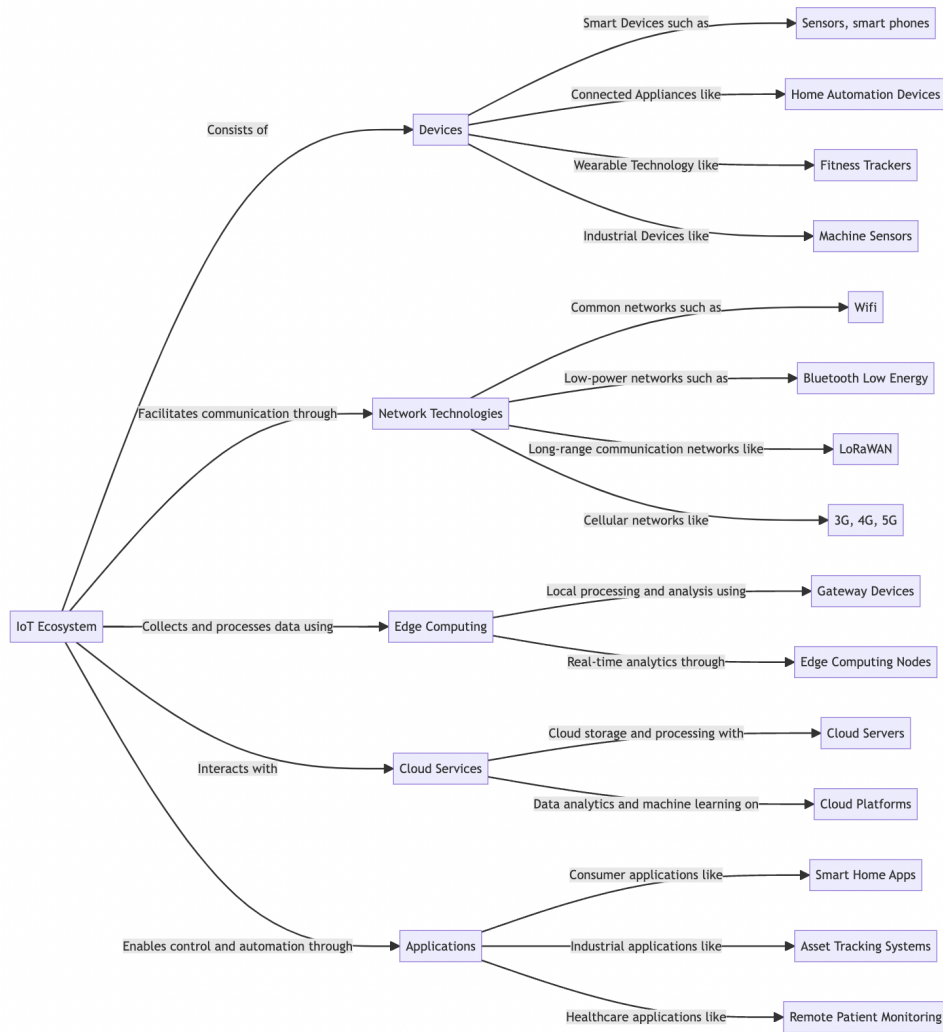 Smart Devices such as
Sensors, smart phones
Connected Appliances like
Home Automation Devices
Consists of
Devices
Wearable Technology like
Fitness Trackers
Industrial Devices like
Machine Sensors
Common networks such as
Wifi
Low-power networks such as
Bluetooth Low Energy
Facilitates communication through
Network Technologies
Long-range communication networks like
LoRaWAN
Cellular networks like
3G, 4G, 5G
Local processing and analysis using
Gateway Devices
IoT Ecosystem
Collects and processes data using
Edge Computing
Real-time analytics through
Edge Computing Nodes
Cloud storage and processing with
Cloud Servers
Interacts with
Cloud Services
Data analytics and machine learning on
Cloud Platforms
Consumer applications like
Smart Home Apps
Enables control and automation through
Applications
Industrial applications like
Asset Tracking Systems
Healthcare applications like
Remote Patient Monitoring